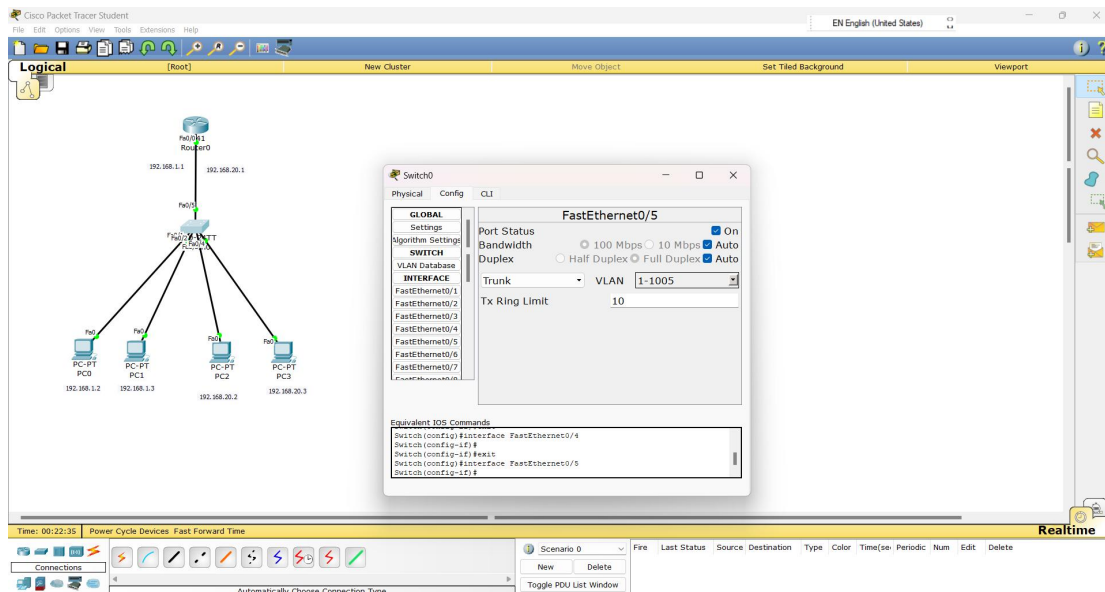 Cisco Packet Tracer Student
EN English (United States)
File Edit Options View Tools Extensions Help
Logical [Root] New Cluster Move Object Set Tiled Background Viewport
Router0
192.168.1.1
192.168.20.1
Fa0/5
Fa0 Fa0 Fa0 Fa0
PC-PT PC-PT PC-PT PC-PT
PC0 PC1 PC2 PC3
192.168.1.2 192.168.1.3 192.168.20.2 192.168.20.3
Switch0
Physical Config CLI
GLOBAL
Settings
Algorithm Settings
SWITCH
VLAN Database
INTERFACE
FastEthernet0/1
FastEthernet0/2
FastEthernet0/3
FastEthernet0/4
FastEthernet0/5
FastEthernet0/6
FastEthernet0/7
FastEthernet0/5
Port Status On
Bandwidth 100 Mbps 10 Mbps Auto
Duplex Half Duplex Full Duplex Auto
Trunk VLAN 1-1005
Tx Ring Limit 10
Equivalent IOS Commands
Switch(config)#interface FastEthernet0/4
Switch(config-if)#
Switch(config-if)#exit
Switch(config)#interface FastEthernet0/5
Switch(config-if)#
Time: 00:22:35 Power Cycle Devices Fast Forward Time Realtime
Connections
Automatically Choose Connection Type
Scenario 0
New Delete
Toggle PDU List Window
Fire Last Status Source Destination Type Color Time(se Periodic Num Edit Delete